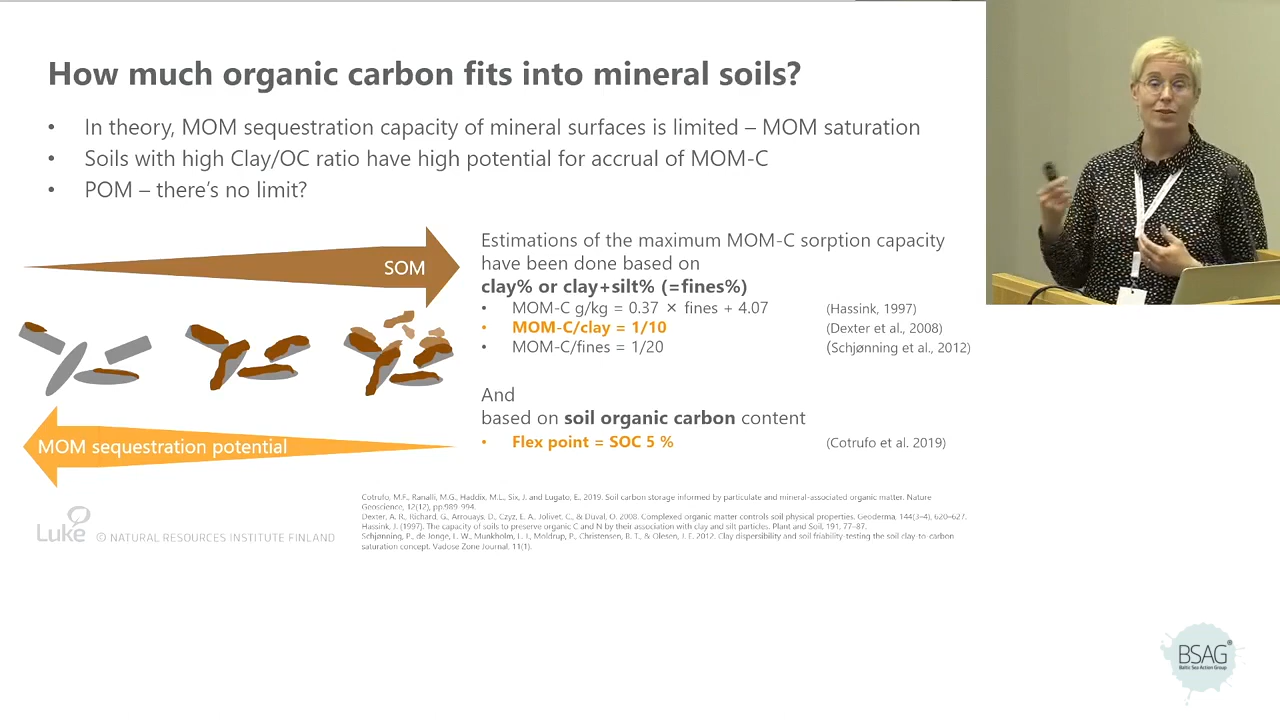 How much organic carbon fits into mineral soils?
• In theory, MOM sequestration capacity of mineral surfaces is limited – MOM saturation
• Soils with high Clay/OC ratio have high potential for accrual of MOM-C
• POM – there's no limit?
SOM
MOM sequestration potential
Estimations of the maximum MOM-C sorption capacity
have been done based on
clay% or clay+silt% (=fines%)
• MOM-C g/kg = 0.37 × fines + 4.07 (Hassink, 1997)
• MOM-C/clay = 1/10 (Dexter et al., 2008)
• MOM-C/fines = 1/20 (Schjønning et al., 2012)
And
based on soil organic carbon content
• Flex point = SOC 5 % (Cotrufo et al. 2019)
Cotrufo, M.F., Ranalli, M.G., Haddix, M.L., Six, J. and Lugato, E., 2019. Soil carbon storage informed by particulate and mineral-associated organic matter. Nature
Geoscience, 12(12), pp.989-994.
Dexter, A. R., Richard, G., Arrouays, D., Czyz, E. A., Jolivet, C., & Duval, O. 2008. Complexed organic matter controls soil physical properties. Geoderma, 144(3–4), 620–627.
Hassink, J. (1997). The capacity of soils to preserve organic C and N by their association with clay and silt particles. Plant and Soil, 191, 77–87.
Schjønning, P., de Jonge, L. W., Munkholm, L. J., Moldrup, P., Christensen, B. T., & Olesen, J. E. 2012. Clay dispersibility and soil friability-testing the soil clay-to-carbon
saturation concept. Vadose Zone Journal, 11(1).
Luke © NATURAL RESOURCES INSTITUTE FINLAND
BSAG®
Baltic Sea Action Group